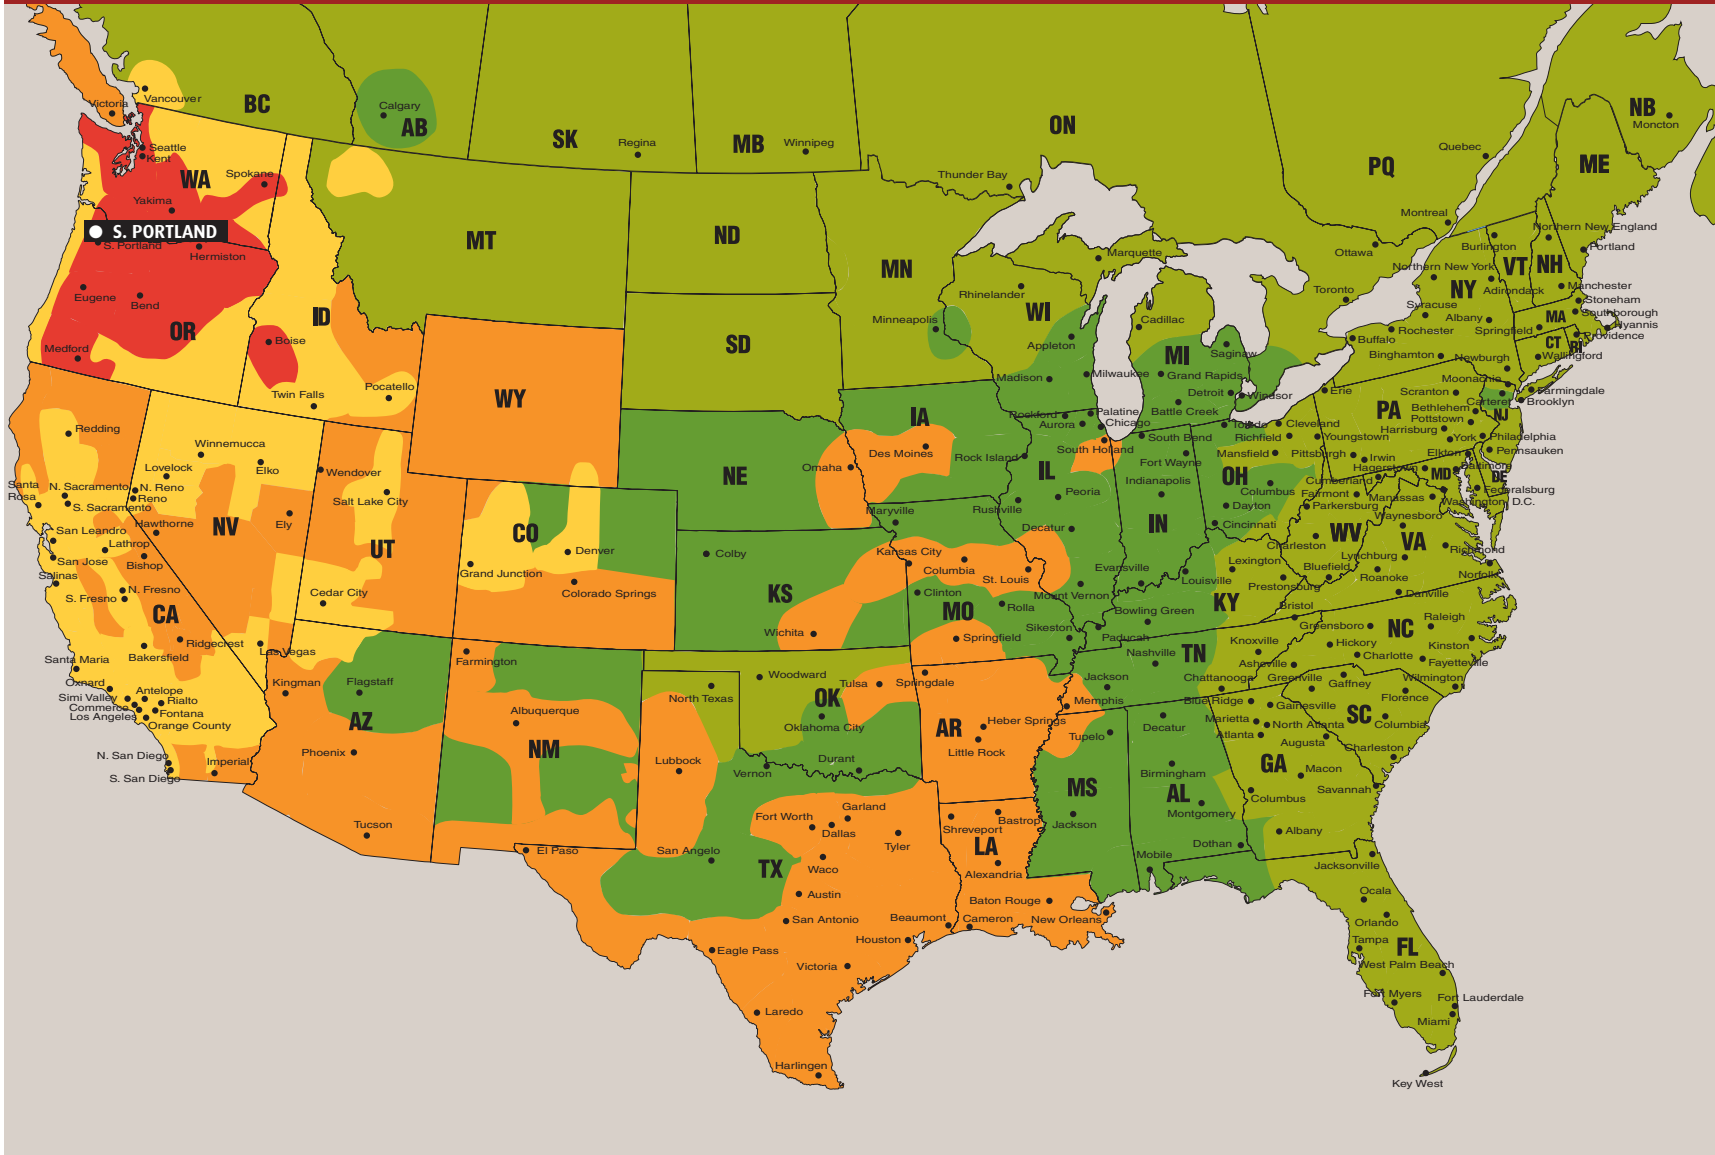 Victoria
Vancouver
BC
Calgary
AB
SK
Regina
MB
Winnipeg
ON
Thunder Bay
PQ
Quebec
NB
Moncton
ME
Montreal
Ottawa
Toronto
Seattle
Kent
WA
Spokane
Yakima
S. PORTLAND
S. Portland
Hermiston
Eugene
Bend
OR
Medford
ID
Boise
Twin Falls
Pocatello
MT
ND
SD
WY
MN
Minneapolis
Marquette
Rhinelander
WI
Appleton
Madison
Milwaukee
Cadillac
MI
Saginaw
Grand Rapids
Detroit
Windsor
Battle Creek
Northern New England
Portland
Burlington
VT
NH
Northern New York
Adirondack
NY
Manchester
Stoneham
Southborough
Hyannis
MA
Syracuse
Albany
Springfield
Rochester
Providence
CT
RI
Buffalo
Wallingford
Binghamton
Newburgh
Moonachie
Erie
Scranton
Farmingdale
Carteret
Brooklyn
PA
Bethlehem
NJ
Pottstown
Harrisburg
York
Philadelphia
Pennsauken
Pittsburgh
Irwin
Elkton
Hagerstown
Baltimore
MD
DE
Cumberland
Federalsburg
Fairmont
Manassas
Washington, D.C.
Parkersburg
Waynesboro
WV
VA
Richmond
Charleston
Lynchburg
Bluefield
Roanoke
Norfolk
Danville
Bristol
Redding
Winnemucca
Lovelock
Elko
Wendover
Santa
Rosa
N. Sacramento
N. Reno
Reno
S. Sacramento
Salt Lake City
San Leandro
Hawthorne
Ely
NV
Lathrop
San Jose
Bishop
UT
Salinas
N. Fresno
S. Fresno
Cedar City
CA
Ridgecrest
Bakersfield
Las Vegas
Santa Maria
Oxnard
Simi Valley
Antelope
Rialto
Commerce
Fontana
Los Angeles
Orange County
N. San Diego
S. San Diego
Imperial
Kingman
Flagstaff
AZ
Phoenix
Tucson
CO
Denver
Grand Junction
Colorado Springs
Farmington
Albuquerque
NM
El Paso
NE
Omaha
IA
Des Moines
Colby
KS
Wichita
Maryville
Kansas City
Columbia
St. Louis
Clinton
MO
Rolla
Springfield
Sikeston
Rockford
Palatine
Aurora
Chicago
South Holland
Rock Island
IL
Peoria
Rushville
Decatur
Mount Vernon
South Bend
Fort Wayne
Indianapolis
IN
Evansville
Toledo
Cleveland
Richfield
Youngstown
Mansfield
OH
Columbus
Dayton
Cincinnati
Lexington
Louisville
Prestonsburg
KY
Bowling Green
Paducah
Nashville
TN
Knoxville
Jackson
Chattanooga
Memphis
Greensboro
Raleigh
NC
Hickory
Kinston
Asheville
Charlotte
Fayetteville
Greenville
Gaffney
Wilmington
Florence
SC
Columbia
Charleston
Blue Ridge
Gainesville
Marietta
North Atlanta
Atlanta
Augusta
GA
Macon
Columbus
Savannah
Albany
Woodward
Tulsa
OK
Oklahoma City
Durant
North Texas
Springdale
AR
Heber Springs
Little Rock
Tupelo
MS
Jackson
Decatur
Birmingham
AL
Montgomery
Dothan
Mobile
Lubbock
Vernon
Garland
Fort Worth
Dallas
Tyler
San Angelo
TX
Waco
Austin
San Antonio
Eagle Pass
Houston
Beaumont
Victoria
Laredo
Harlingen
Shreveport
Bastrop
LA
Alexandria
Baton Rouge
Cameron
New Orleans
Jacksonville
Ocala
Orlando
Tampa
FL
West Palm Beach
Fort Myers
Fort Lauderdale
Miami
Key West